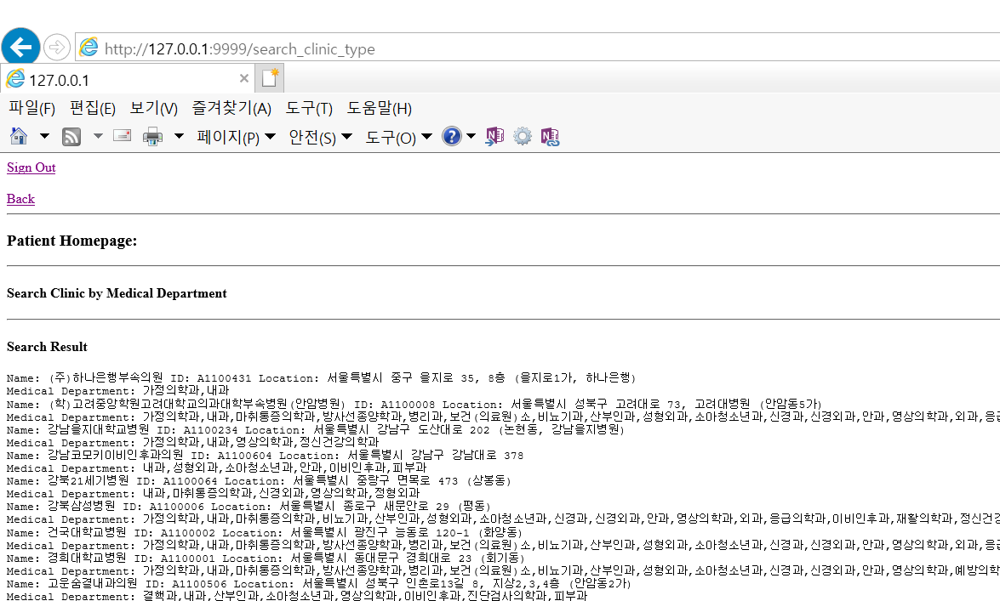 http://127.0.0.1:9999/search_clinic_type
127.0.0.1
파일(F) 편집(E) 보기(V) 즐겨찾기(A) 도구(T) 도움말(H)
페이지(P) 안전(S) 도구(O)
Sign Out
Back
Patient Homepage:
Search Clinic by Medical Department
Search Result
Name: (주)하나은행부속의원 ID: A1100431 Location: 서울특별시 중구 을지로 35, 8층 (을지로1가, 하나은행)
Medical Department: 가정의학과,내과
Name: (학)고려중앙학원고려대학교의과대학부속병원(안암병원) ID: A1100008 Location: 서울특별시 성북구 고려대로 73, 고려대병원 (안암동5가)
Medical Department: 가정의학과,내과,마취통증의학과,방사선종양학과,병리과,보건(의료원)소,비뇨기과,산부인과,성형외과,소아청소년과,신경과,신경외과,안과,영상의학과,외과,응급
Name: 강남을지대학교병원 ID: A1100234 Location: 서울특별시 강남구 도산대로 202 (논현동, 강남을지병원)
Medical Department: 가정의학과,내과,영상의학과,정신건강의학과
Name: 강남코모키이비인후과의원 ID: A1100604 Location: 서울특별시 강남구 강남대로 378
Medical Department: 내과,성형외과,소아청소년과,안과,이비인후과,피부과
Name: 강북21세기병원 ID: A1100064 Location: 서울특별시 중랑구 면목로 473 (상봉동)
Medical Department: 내과,마취통증의학과,신경외과,영상의학과,정형외과
Name: 강북삼성병원 ID: A1100006 Location: 서울특별시 종로구 새문안로 29 (평동)
Medical Department: 가정의학과,내과,마취통증의학과,비뇨기과,산부인과,성형외과,소아청소년과,신경과,신경외과,안과,영상의학과,외과,응급의학과,이비인후과,재활의학과,정신건강
Name: 건국대학교병원 ID: A1100002 Location: 서울특별시 광진구 능동로 120-1 (화양동)
Medical Department: 가정의학과,내과,마취통증의학과,방사선종양학과,병리과,보건(의료원)소,비뇨기과,산부인과,성형외과,소아청소년과,신경과,신경외과,안과,영상의학과,외과,응급
Name: 경희대학교병원 ID: A1100001 Location: 서울특별시 동대문구 경희대로 23 (회기동)
Medical Department: 가정의학과,내과,마취통증의학과,방사선종양학과,병리과,보건(의료원)소,비뇨기과,산부인과,성형외과,소아청소년과,신경과,신경외과,안과,영상의학과,예방의학
Name: 고운숨결내과의원 ID: A1100506 Location: 서울특별시 성북구 인촌로13길 8, 지상2,3,4층 (안암동2가)
Medical Department: 결핵과,내과,산부인과,소아청소년과,영상의학과,이비인후과,진단검사의학과,피부과